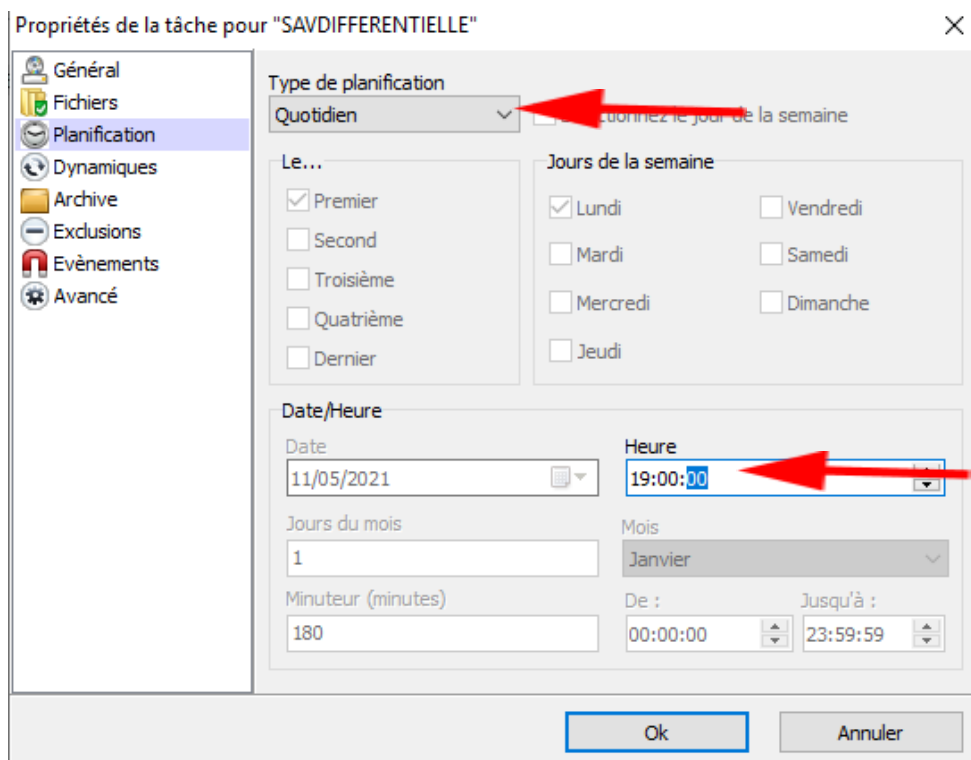 Propriétés de la tâche pour "SAVDIFFERENTIELLE"
Général
Fichiers
Planification
Dynamiques
Archive
Exclusions
Evènements
Avancé
Type de planification
Quotidien
le jour de la semaine
Le...
Premier
Second
Troisième
Quatrième
Dernier
Jours de la semaine
Lundi
Vendredi
Mardi
Samedi
Mercredi
Dimanche
Jeudi
Date/Heure
Date
Heure
11/05/2021
19:00:00
Jours du mois
Mois
1
Janvier
Minuteur (minutes)
De :
Jusqu'à :
180
00:00:00
23:59:59
Ok
Annuler